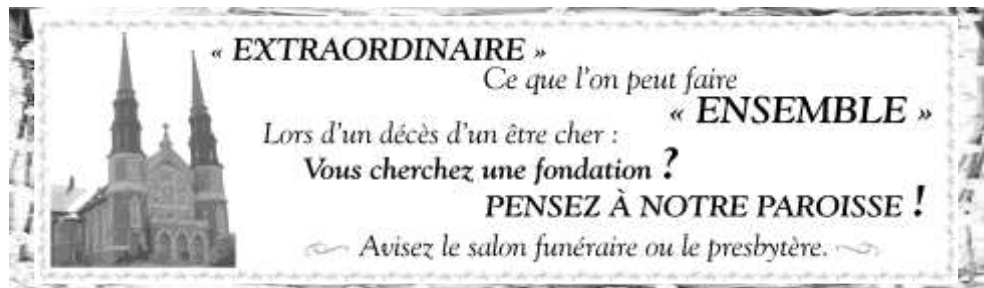 « EXTRAORDINAIRE »
Ce que l'on peut faire
« ENSEMBLE »
Lors d'un décès d'un être cher :
Vous cherchez une fondation ?
PENSEZ À NOTRE PAROISSE !
Avisez le salon funéraire ou le presbytère.